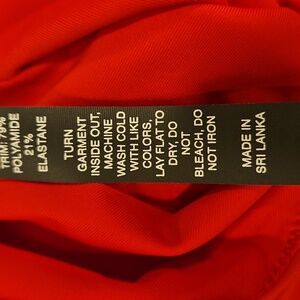 TRIM: 79%
POLYAMIDE
21%
ELASTANE
TURN
GARMENT
INSIDE OUT,
MACHINE
WASH COLD
WITH LIKE
COLORS,
LAY FLAT TO
DRY, DO
NOT
BLEACH, DO
NOT IRON
MADE IN
SRI LANKA